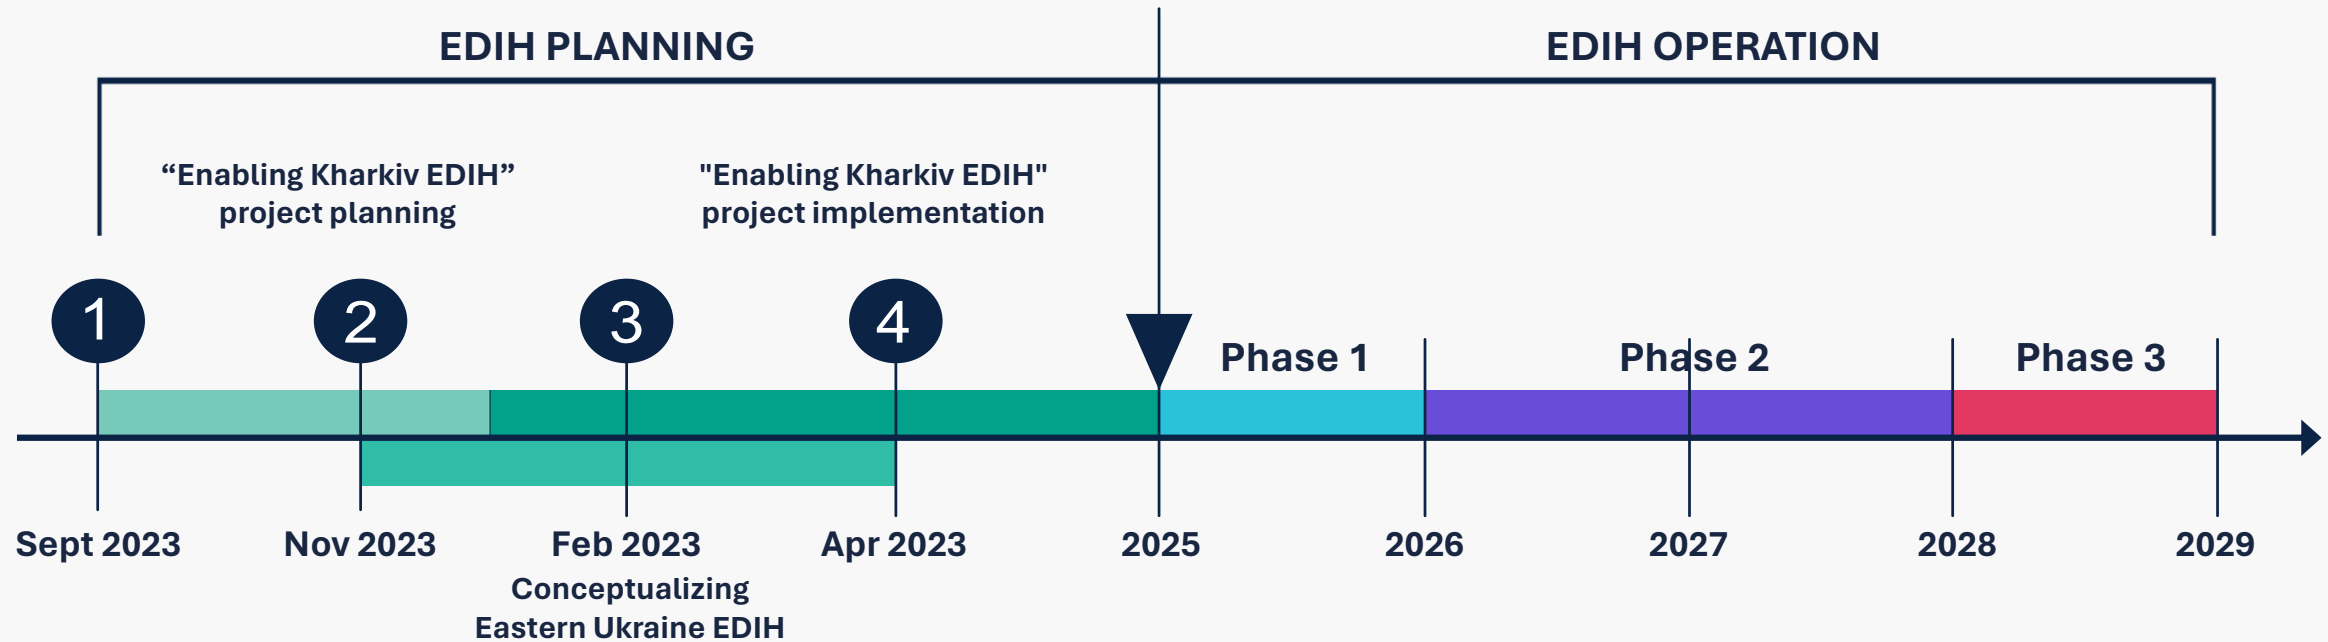 EDIH PLANNING
EDIH OPERATION
“Enabling Kharkiv EDIH”
project planning
"Enabling Kharkiv EDIH"
project implementation
1
2
3
4
Phase 1
Phase 2
Phase 3
Sept 2023
Nov 2023
Feb 2023
Apr 2023
2025
2026
2027
2028
2029
Conceptualizing
Eastern Ukraine EDIH